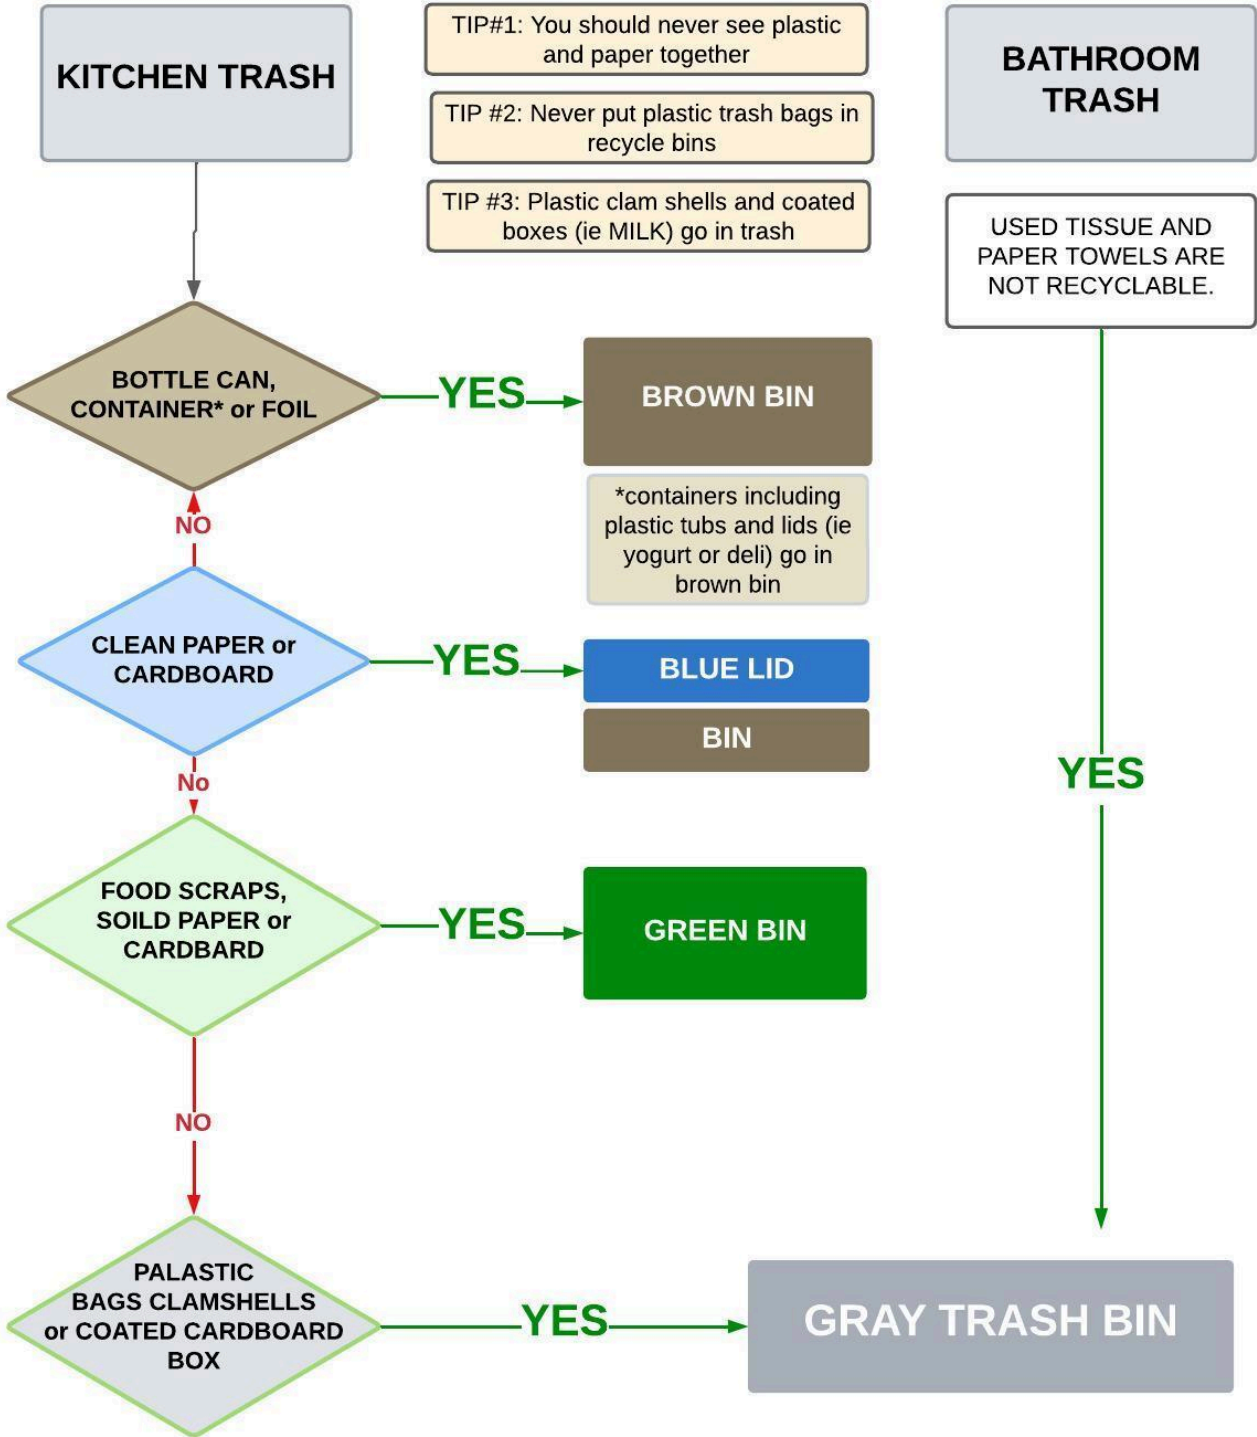 KITCHEN TRASH
TIP#1: You should never see plastic
and paper together
TIP #2: Never put plastic trash bags in
recycle bins
TIP #3: Plastic clam shells and coated
boxes (ie MILK) go in trash
BATHROOM
TRASH
USED TISSUE AND
PAPER TOWELS ARE
NOT RECYCLABLE.
BOTTLE CAN,
CONTAINER* or FOIL
YES
BROWN BIN
*containers including
plastic tubs and lids (ie
yogurt or deli) go in
brown bin
NO
CLEAN PAPER or
CARDBOARD
YES
BLUE LID
BIN
No
YES
FOOD SCRAPS,
SOILD PAPER or
CARDBARD
YES
GREEN BIN
NO
PALASTIC
BAGS CLAMSHELLS
or COATED CARDBOARD
BOX
YES
GRAY TRASH BIN